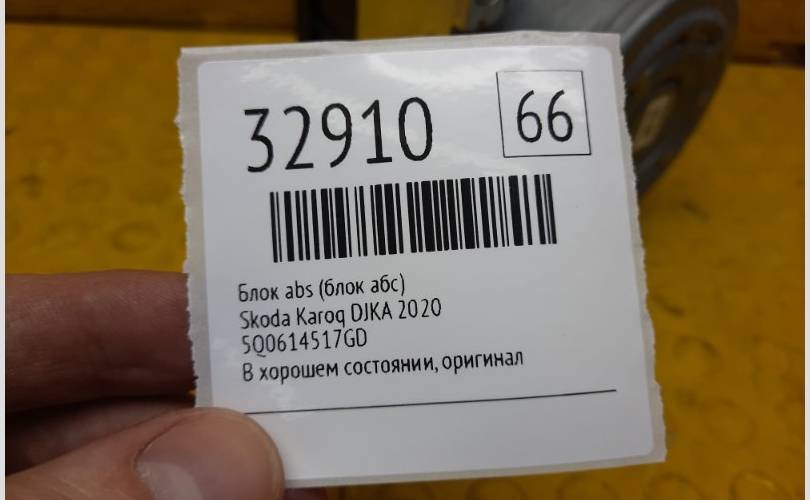 32910
66
Блок abs (блок абс)
Skoda Karoq DJKA 2020
5Q0614517GD
В хорошем состоянии, оригинал